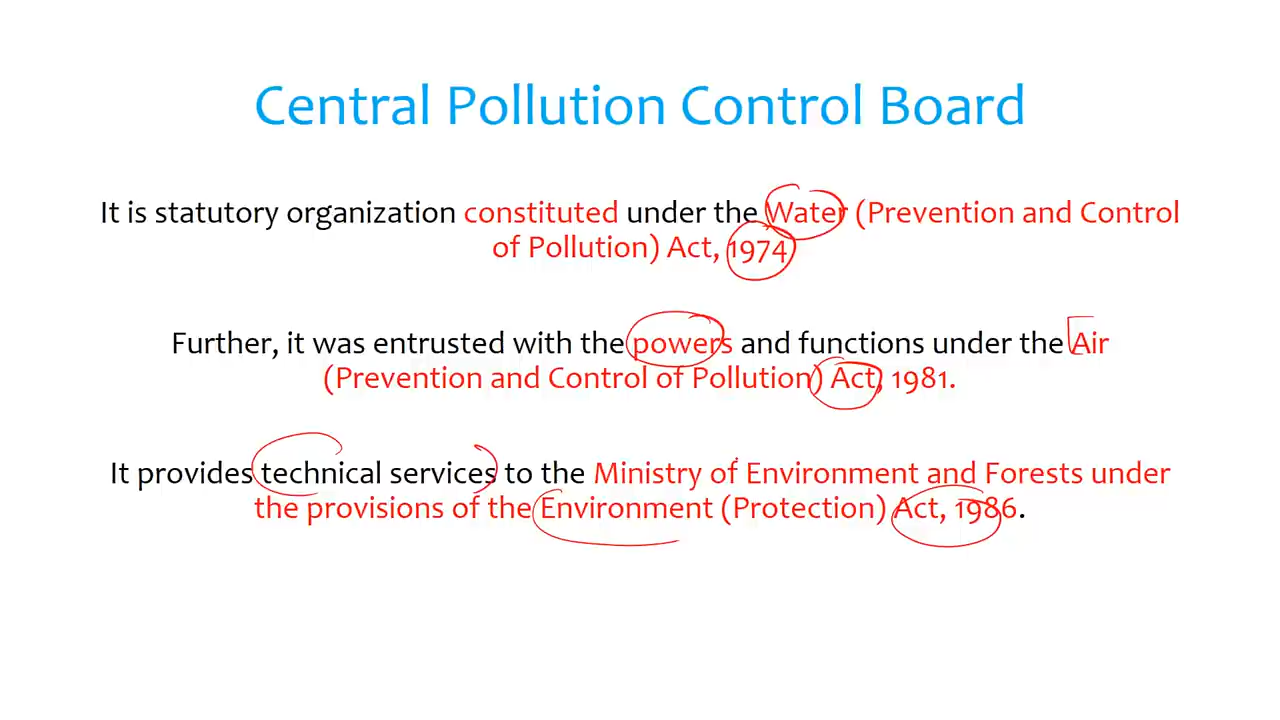 Central Pollution Control Board
It is statutory organization constituted under the Water (Prevention and Control
of Pollution) Act, 1974
Further, it was entrusted with the powers and functions under the Air
(Prevention and Control of Pollution) Act, 1981.
It provides technical services to the Ministry of Environment and Forests under
the provisions of the Environment (Protection) Act, 1986.